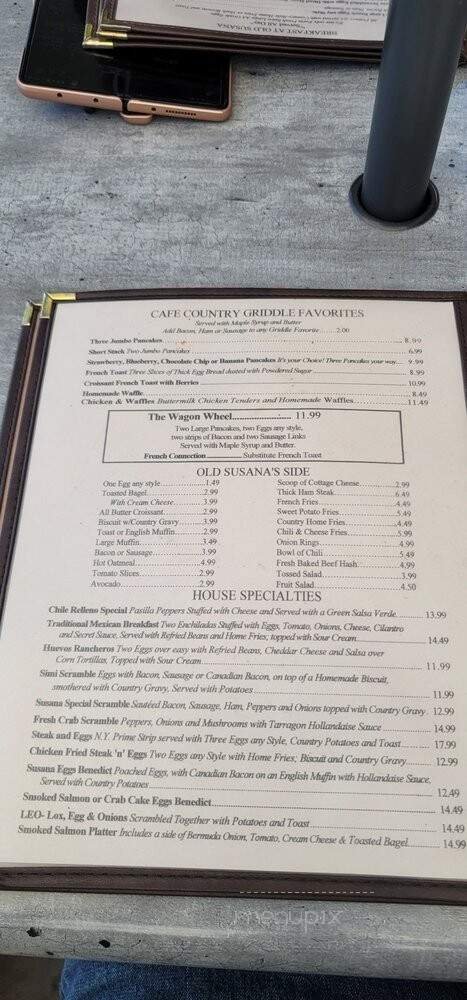 BREAKFAST AT OLD SUSANA
"Served All Day"
CAFE COUNTRY GRIDDLE FAVORITES
Served with Maple Syrup and Butter
Add Bacon, Ham or Sausage to any Griddle Favorite.......2.00
Three Jumbo Pancakes 8.99
Short Stack Two Jumbo Pancakes 6.99
Strawberry, Blueberry, Chocolate Chip or Banana Pancakes It's your Choice! Three Pancakes your way.... 9.99
French Toast Three Slices of Thick Egg Bread dusted with Powdered Sugar 8.99
Croissant French Toast with Berries 10.99
Homemade Waffle 8.49
Chicken & Waffles Buttermilk Chicken Tenders and Homemade Waffles 11.49
The Wagon Wheel 11.99
Two Large Pancakes, two Eggs any style,
two strips of Bacon and two Sausage Links
Served with Maple Syrup and Butter.
French Connection Substitute French Toast
OLD SUSANA'S SIDE
One Egg any style 1.49
Toasted Bagel 2.99
With Cream Cheese 3.99
All Butter Croissant 2.99
Biscuit w/Country Gravy 3.99
Toast or English Muffin 2.99
Large Muffin 3.49
Bacon or Sausage 3.99
Hot Oatmeal 4.99
Tomato Slices 2.99
Avocado 2.99
Scoop of Cottage Cheese 2.99
Thick Ham Steak 6.49
French Fries 4.49
Sweet Potato Fries 5.49
Country Home Fries 4.49
Chili & Cheese Fries 5.99
Onion Rings 4.99
Bowl of Chili 5.49
Fresh Baked Beef Hash 4.99
Tossed Salad 3.99
Fruit Salad 4.50
HOUSE SPECIALTIES
Chile Relleno Special Pasilla Peppers Stuffed with Cheese and Served with a Green Salsa Verde 13.99
Traditional Mexican Breakfast Two Enchiladas Stuffed with Eggs, Tomato, Onions, Cheese, Cilantro
and Secret Sauce, Served with Refried Beans and Home Fries; topped with Sour Cream 14.49
Huevos Rancheros Two Eggs over easy with Refried Beans, Cheddar Cheese and Salsa over
Corn Tortillas, Topped with Sour Cream 11.99
Simi Scramble Eggs with Bacon, Sausage or Canadian Bacon, on top of a Homemade Biscuit,
smothered with Country Gravy, Served with Potatoes 11.99
Susana Special Scramble Sautéed Bacon, Sausage, Ham, Peppers and Onions topped with Country Gravy . 12.99
Fresh Crab Scramble Peppers, Onions and Mushrooms with Tarragon Hollandaise Sauce 14.99
Steak and Eggs N.Y. Prime Strip served with Three Eggs any Style, Country Potatoes and Toast 17.99
Chicken Fried Steak 'n' Eggs Two Eggs any Style with Home Fries; Biscuit and Country Gravy 12.99
Susana Eggs Benedict Poached Eggs, with Canadian Bacon on an English Muffin with Hollandaise Sauce,
Served with Country Potatoes 12.49
Smoked Salmon or Crab Cake Eggs Benedict 14.49
LEO- Lox, Egg & Onions Scrambled Together with Potatoes and Toast 14.49
Smoked Salmon Platter Includes a side of Bermuda Onion, Tomato, Cream Cheese & Toasted Bagel 14.99
megypix